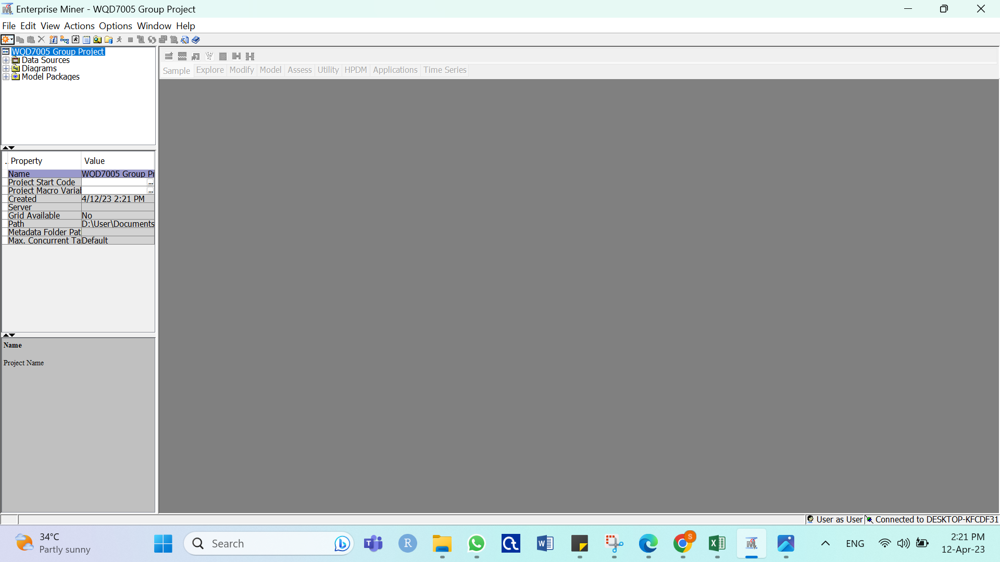 Enterprise Miner - WQD7005 Group Project
File Edit View Actions Options Window Help
WQD7005 Group Project
Data Sources
Diagrams
Model Packages
Sample Explore Modify Model Assess Utility HPDM Applications Time Series
.. Property Value
Name WQD7005 Group Pr
Project Start Code ...
Project Macro Variab ...
Created 4/12/23 2:21 PM
Server
Grid Available No
Path D:\User\Documents
Metadata Folder Pat
Max. Concurrent Ta Default
Name
Project Name
User as User Connected to DESKTOP-KFCDF31
34°C
Partly sunny
Search
T
R
W
S
X
ENG
2:21 PM
12-Apr-23